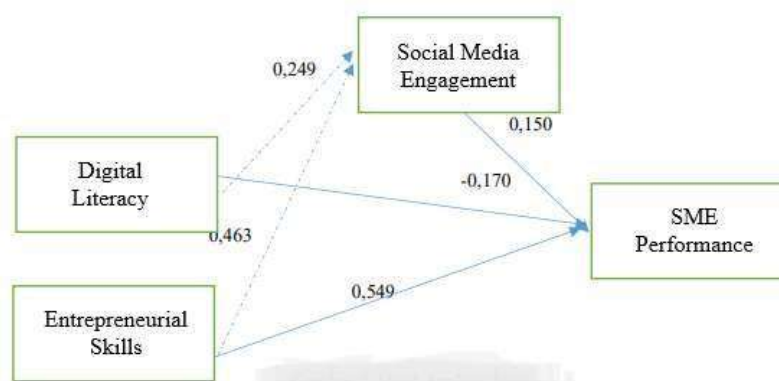 Social Media
Engagement
0,249
0,150
Digital
Literacy
-0,170
SME
Performance
0,463
0,549
Entrepreneurial
Skills